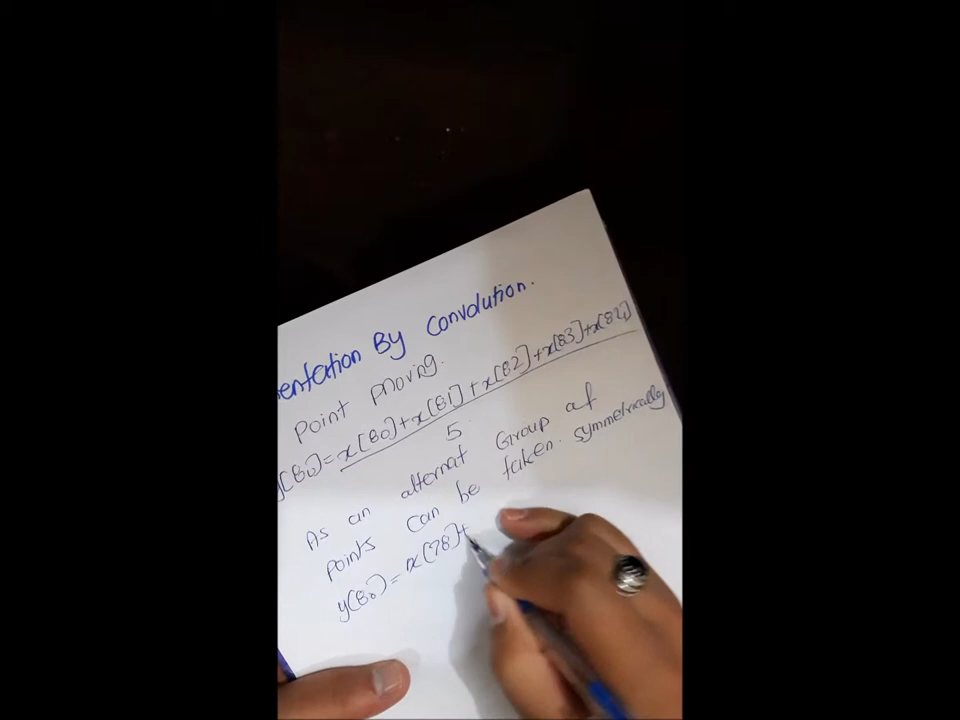 entation By Convolution.
Point moving.
y[80]=x[80]+x[81]+x[82]+x[83]+x[84]
5
As an alternat Group of
points can be taken symmetrically
y[80]=x[78]+